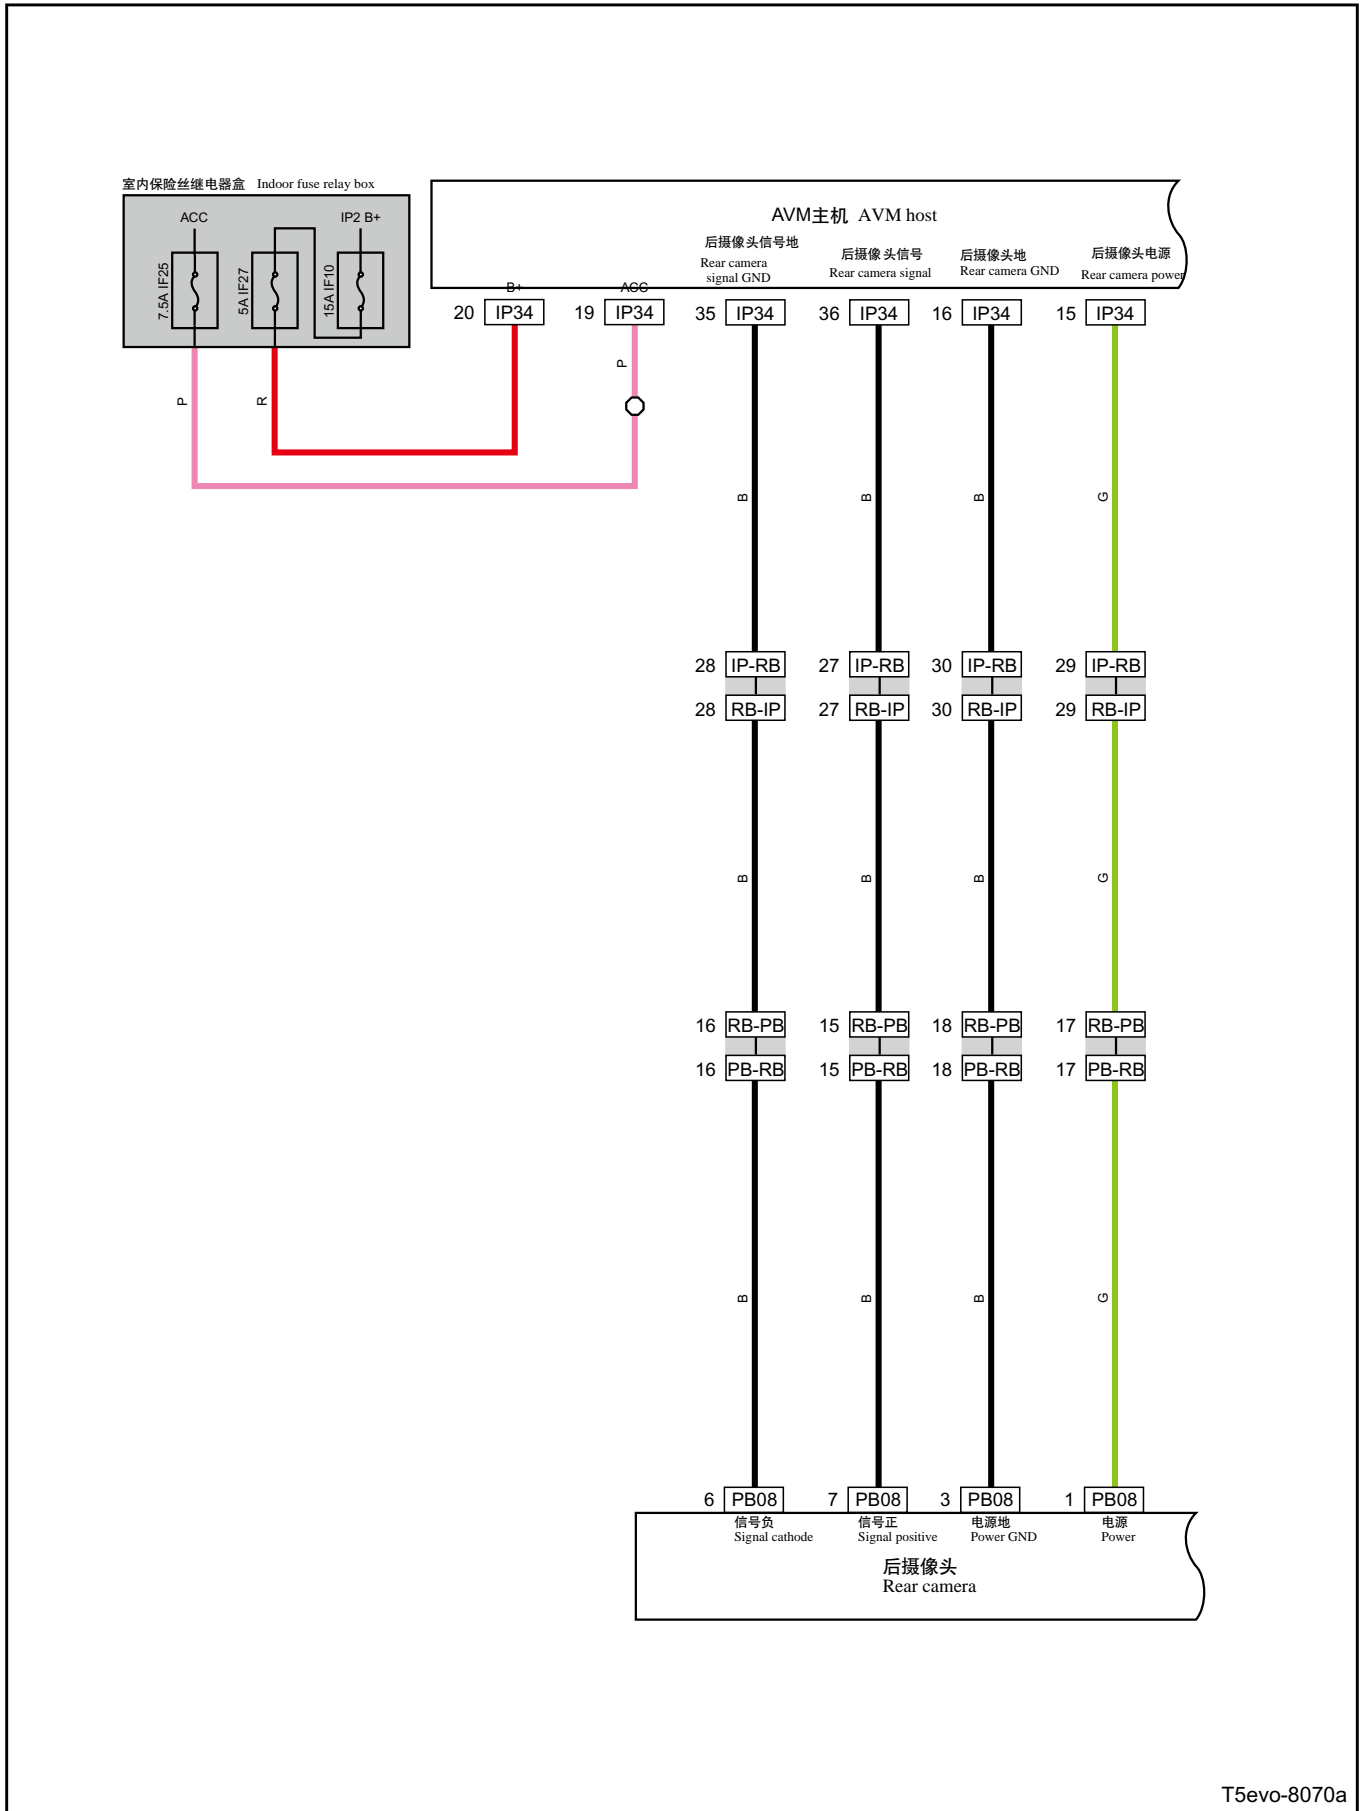 室内保险丝继电器盒 Indoor fuse relay box
ACC
IP2 B+
7.5A IF25
5A IF27
15A IF10
P
R
AVM主机 AVM host
后摄像头信号地
Rear camera
signal GND
后摄像头信号
Rear camera signal
后摄像头地
Rear camera GND
后摄像头电源
Rear camera power
B+
ACC
20 IP34
19 IP34
35 IP34
36 IP34
16 IP34
15 IP34
P
B
B
B
G
28 IP-RB
27 IP-RB
30 IP-RB
29 IP-RB
28 RB-IP
27 RB-IP
30 RB-IP
29 RB-IP
B
B
B
G
16 RB-PB
15 RB-PB
18 RB-PB
17 RB-PB
16 PB-RB
15 PB-RB
18 PB-RB
17 PB-RB
B
B
B
G
6 PB08
7 PB08
3 PB08
1 PB08
信号负
Signal cathode
信号正
Signal positive
电源地
Power GND
电源
Power
后摄像头
Rear camera
T5evo-8070a